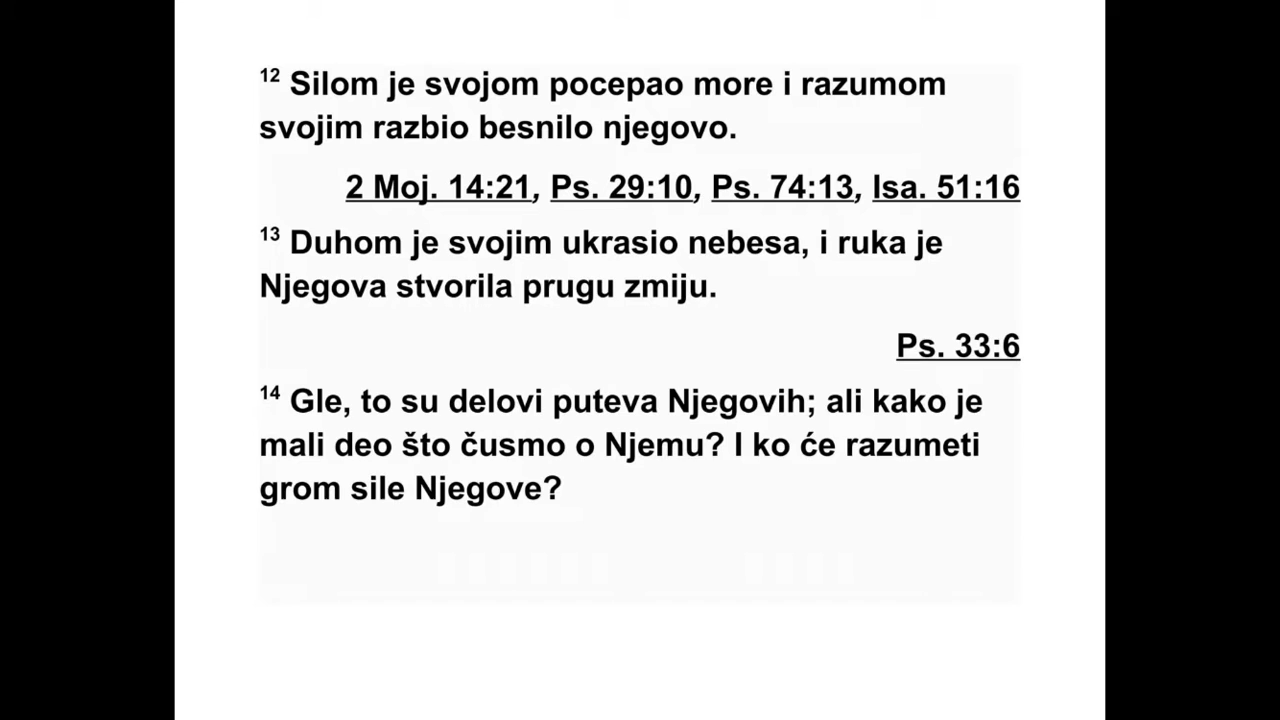 12 Silom je svojom pocepao more i razumom
svojim razbio besnilo njegovo.
2 Moj. 14:21, Ps. 29:10, Ps. 74:13, Isa. 51:16
13 Duhom je svojim ukrasio nebesa, i ruka je
Njegova stvorila prugu zmiju.
Ps. 33:6
14 Gle, to su delovi puteva Njegovih; ali kako je
mali deo što čusmo o Njemu? I ko će razumeti
grom sile Njegove?